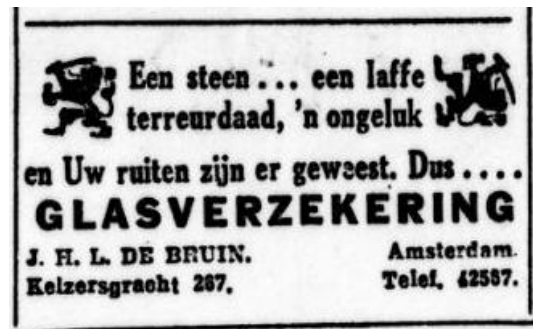 Een steen ... een laffe
terreurdaad, 'n ongeluk
en Uw ruiten zijn er geweest. Dus ....
GLASVERZEKERING
J. H. L. DE BRUIN. Amsterdam.
Keizersgracht 287. Telef. 42587.